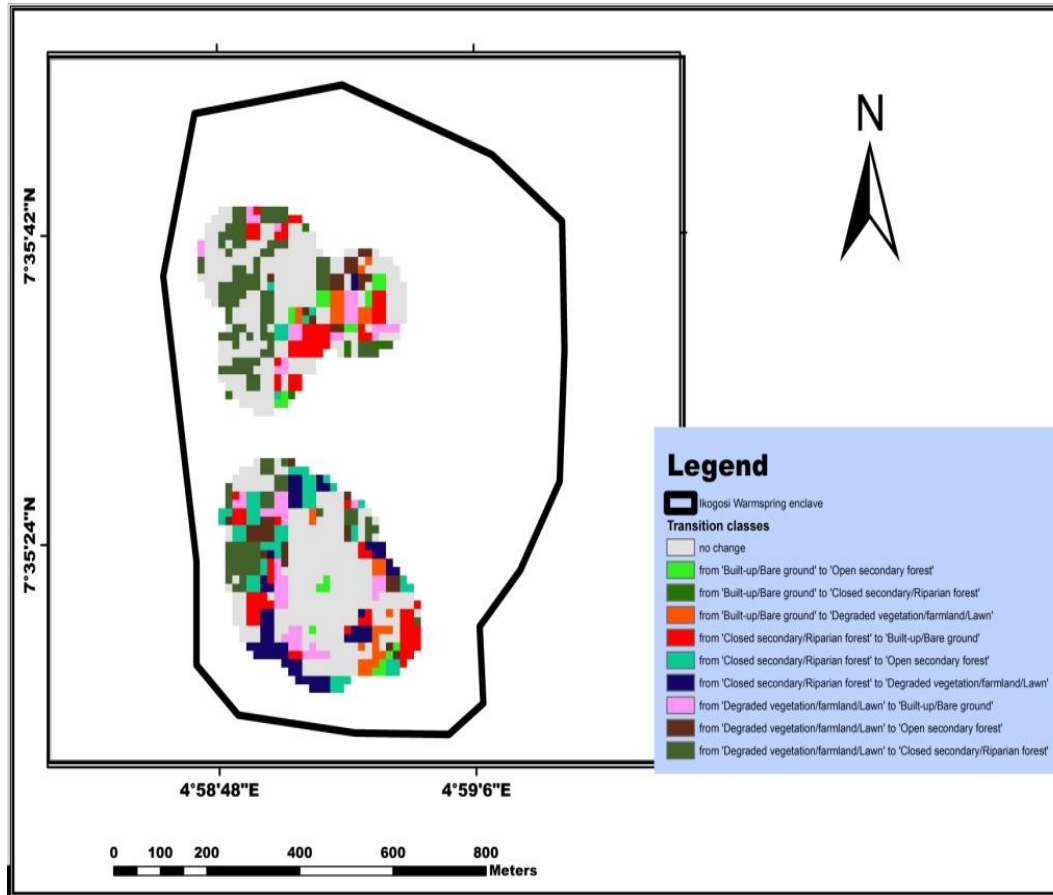 N
7°35'42"N
7°35'24"N
4°58'48"E
4°59'6"E
0 100 200 400 600 800
Meters
Legend
Ikogosi Warmspring enclave
Transition classes
no change
from 'Built-up/Bare ground' to 'Open secondary forest'
from 'Built-up/Bare ground' to 'Closed secondary/Riparian forest'
from 'Built-up/Bare ground' to 'Degraded vegetation/farmland/Lawn'
from 'Closed secondary/Riparian forest' to 'Built-up/Bare ground'
from 'Closed secondary/Riparian forest' to 'Open secondary forest'
from 'Closed secondary/Riparian forest' to 'Degraded vegetation/farmland/Lawn'
from 'Degraded vegetation/farmland/Lawn' to 'Built-up/Bare ground'
from 'Degraded vegetation/farmland/Lawn' to 'Open secondary forest'
from 'Degraded vegetation/farmland/Lawn' to 'Closed secondary/Riparian forest'